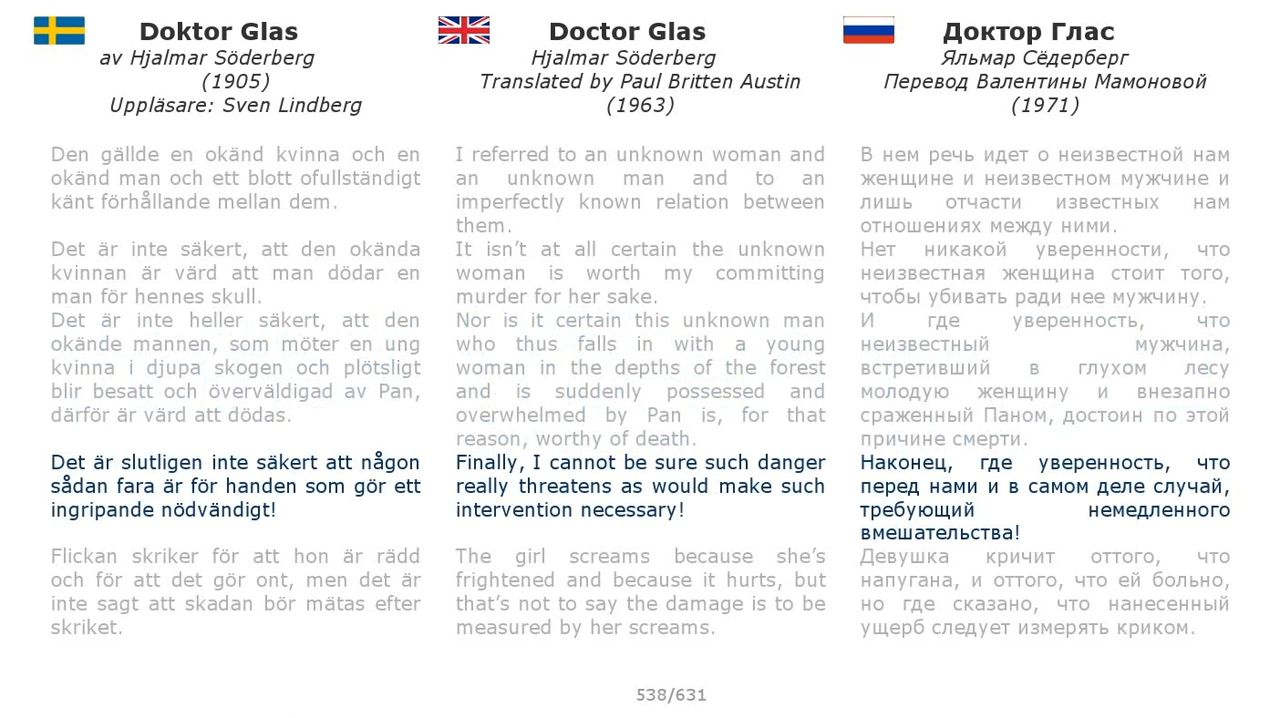 Doktor Glas
av Hjalmar Söderberg
(1905)
Uppläsare: Sven Lindberg
Den gällde en okänd kvinna och en
okänd man och ett blott ofullständigt
känt förhållande mellan dem.
Det är inte säkert, att den okända
kvinnan är värd att man dödar en
man för hennes skull.
Det är inte heller säkert, att den
okände mannen, som möter en ung
kvinna i djupa skogen och plötsligt
blir besatt och överväldigad av Pan,
därför är värd att dödas.
Det är slutligen inte säkert att någon
sådan fara är för handen som gör ett
ingripande nödvändigt!
Flickan skriker för att hon är rädd
och för att det gör ont, men det är
inte sagt att skadan bör mätas efter
skriket.
Doctor Glas
Hjalmar Söderberg
Translated by Paul Britten Austin
(1963)
I referred to an unknown woman and
an unknown man and to an
imperfectly known relation between
them.
It isn’t at all certain the unknown
woman is worth my committing
murder for her sake.
Nor is it certain this unknown man
who thus falls in with a young
woman in the depths of the forest
and is suddenly possessed and
overwhelmed by Pan is, for that
reason, worthy of death.
Finally, I cannot be sure such danger
really threatens as would make such
intervention necessary!
The girl screams because she’s
frightened and because it hurts, but
that’s not to say the damage is to be
measured by her screams.
Доктор Глас
Яльмар Сёдерберг
Перевод Валентины Мамоновой
(1971)
В нем речь идет о неизвестной нам
женщине и неизвестном мужчине и
лишь отчасти известных нам
отношениях между ними.
Нет никакой уверенности, что
неизвестная женщина стоит того,
чтобы убивать ради нее мужчину.
И где уверенность, что
неизвестный мужчина,
встретивший в глухом лесу
молодую женщину и внезапно
сраженный Паном, достоин по этой
причине смерти.
Наконец, где уверенность, что
перед нами и в самом деле случай,
требующий немедленного
вмешательства!
Девушка кричит оттого, что
напугана, и оттого, что ей больно,
но где сказано, что нанесенный
ущерб следует измерять криком.
538/631